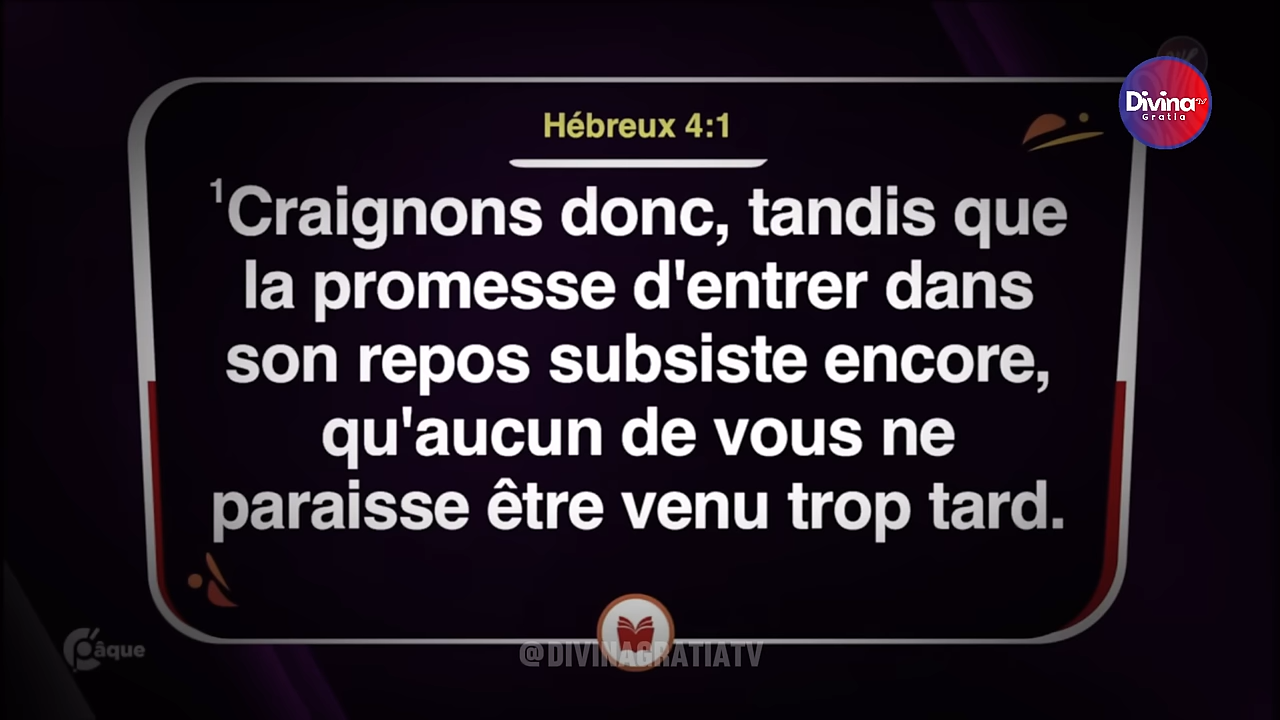 Divina TV
Gratia
Hébreux 4:1
1Craignons donc, tandis que
la promesse d'entrer dans
son repos subsiste encore,
qu'aucun de vous ne
paraisse être venu trop tard.
Pâque
@DIVINAGRATIATV